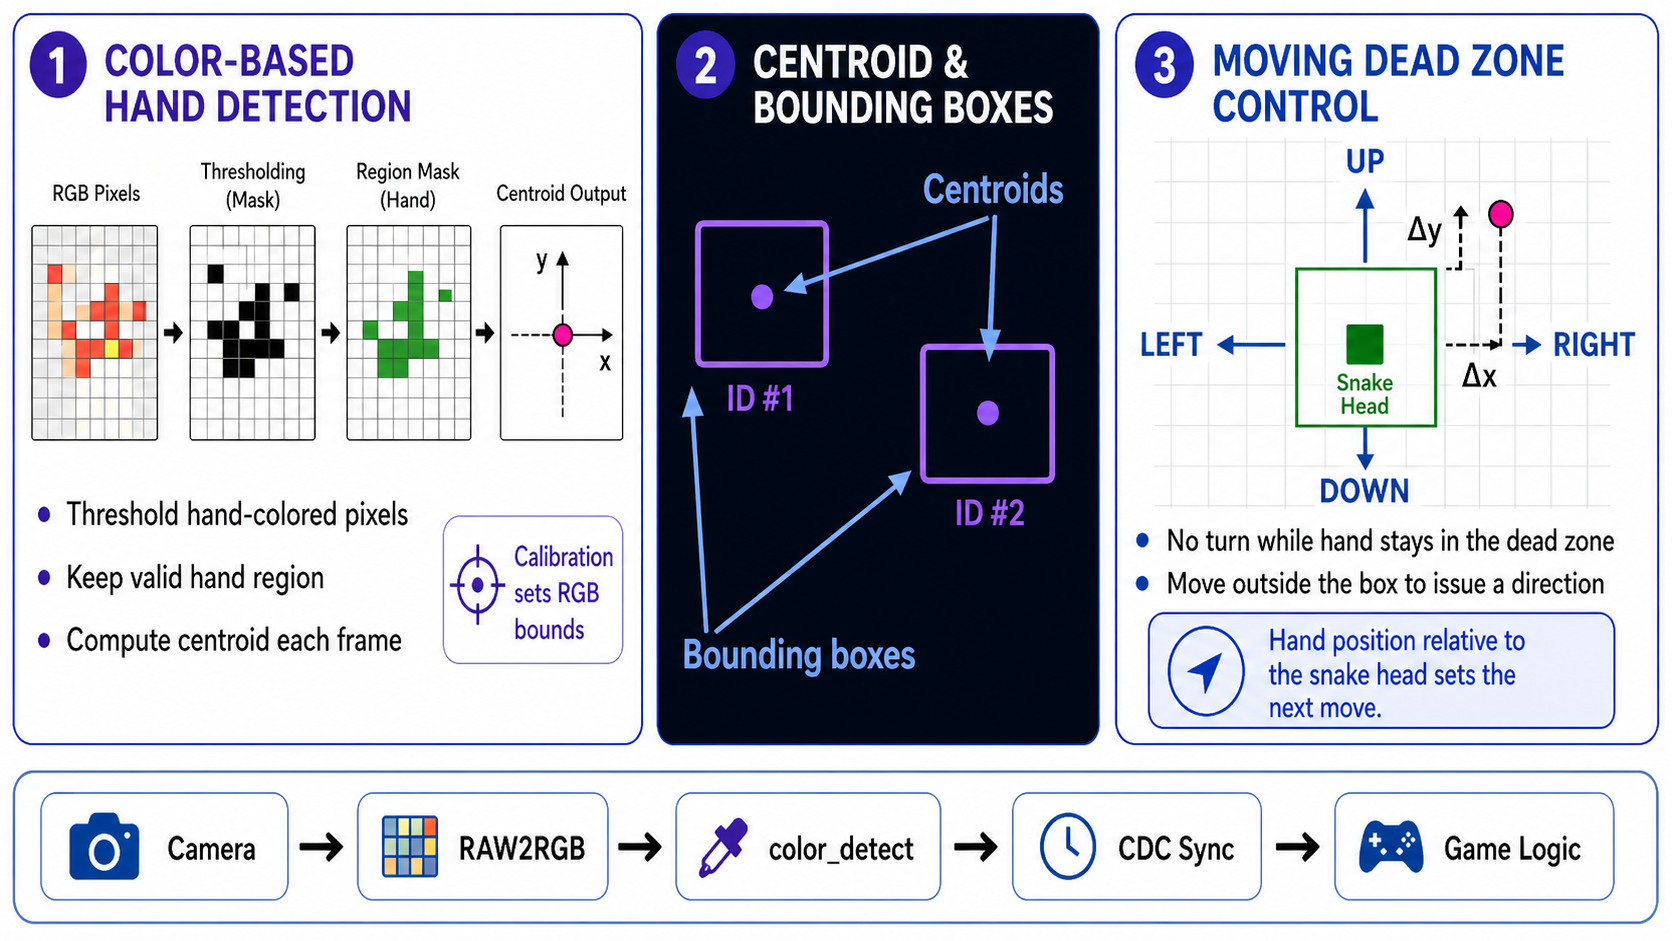 1
COLOR-BASED
HAND DETECTION
RGB Pixels
Thresholding
(Mask)
Region Mask
(Hand)
Centroid Output
y
x
Threshold hand-colored pixels
Keep valid hand region
Compute centroid each frame
Calibration
sets RGB
bounds
2
CENTROID &
BOUNDING BOXES
Centroids
ID #1
ID #2
Bounding boxes
3
MOVING DEAD ZONE
CONTROL
UP
Δy
LEFT
RIGHT
Δx
Snake
Head
DOWN
No turn while hand stays in the dead zone
Move outside the box to issue a direction
Hand position relative to
the snake head sets the
next move.
Camera
RAW2RGB
color_detect
CDC Sync
Game Logic